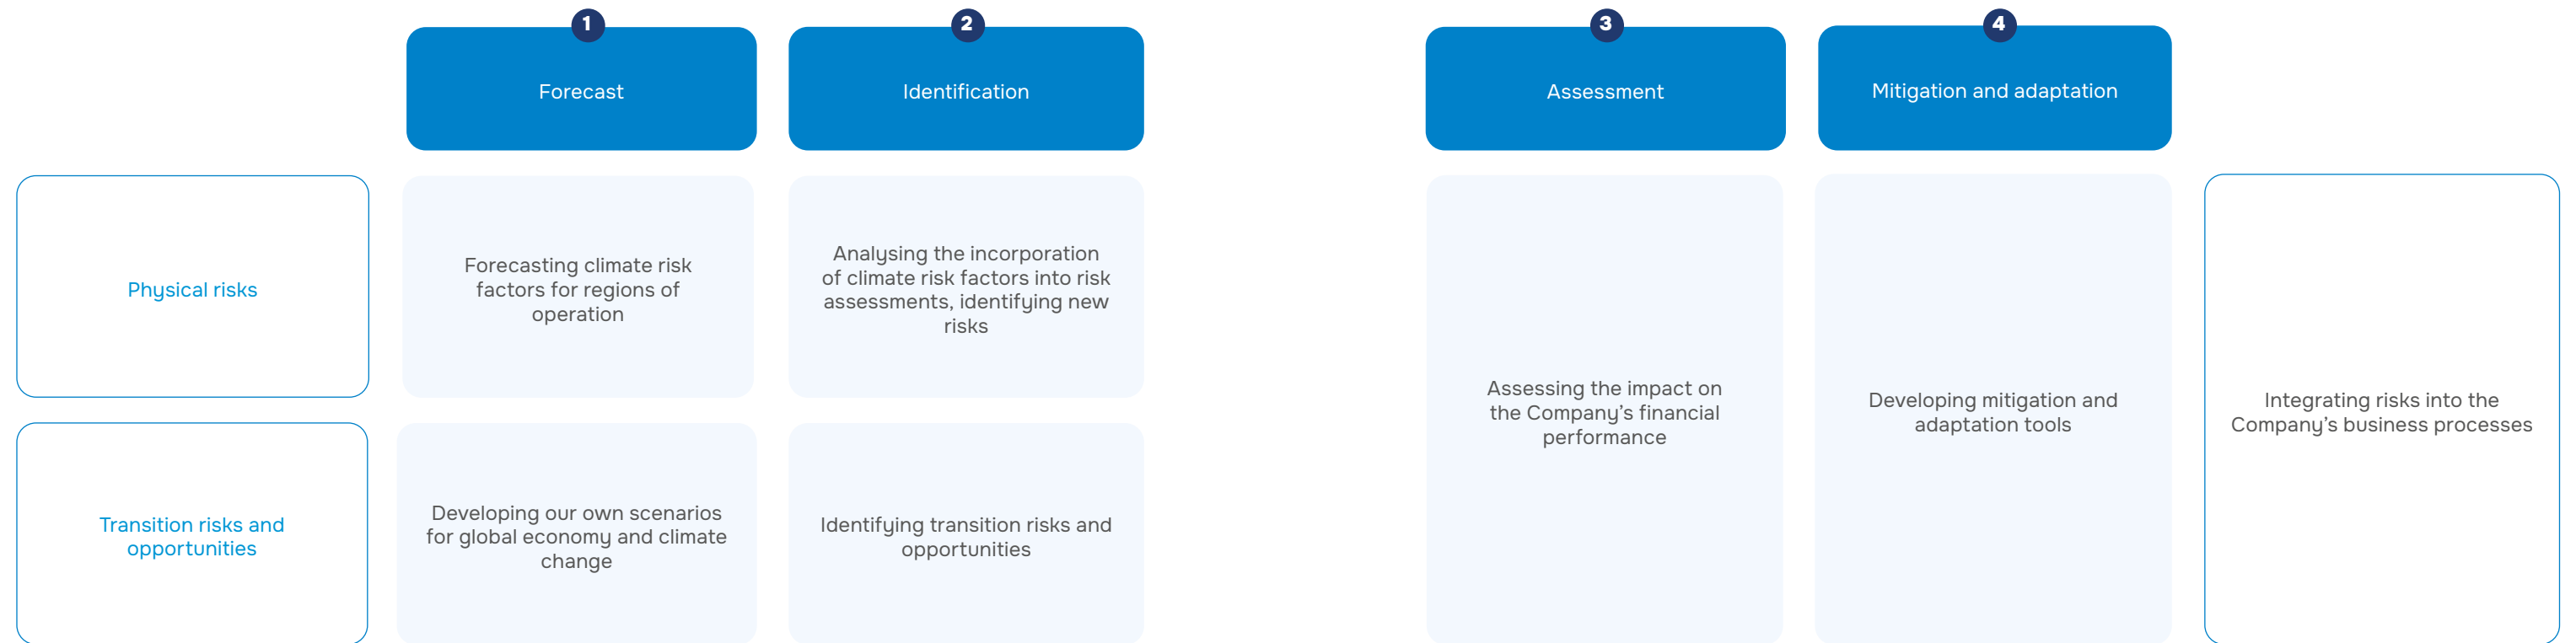 1
Forecast
2
Identification
3
Assessment
4
Mitigation and adaptation
Physical risks
Forecasting climate risk
factors for regions of
operation
Analysing the incorporation
of climate risk factors into risk
assessments, identifying new
risks
Transition risks and
opportunities
Developing our own scenarios
for global economy and climate
change
Identifying transition risks and
opportunities
Assessing the impact on
the Company’s financial
performance
Developing mitigation and
adaptation tools
Integrating risks into the
Company’s business processes